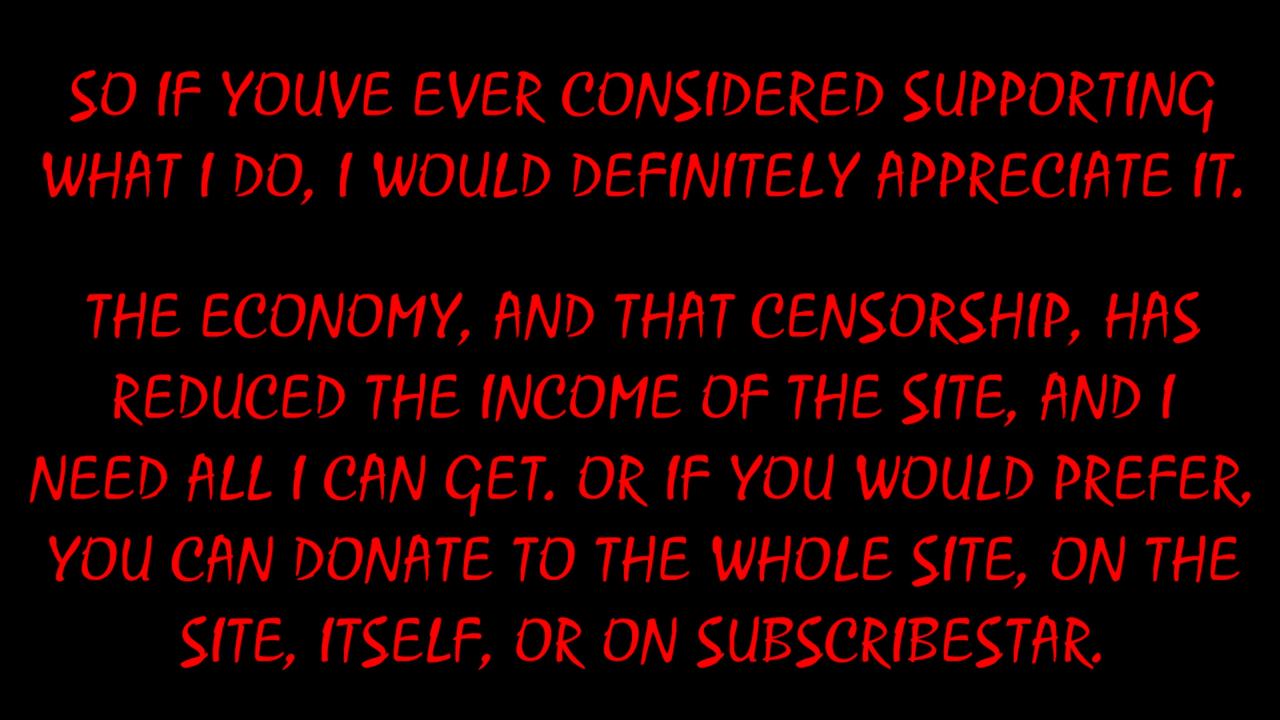 SO IF YOUVE EVER CONSIDERED SUPPORTING
WHAT I DO, I WOULD DEFINITELY APPRECIATE IT.
THE ECONOMY, AND THAT CENSORSHIP, HAS
REDUCED THE INCOME OF THE SITE, AND I
NEED ALL I CAN GET. OR IF YOU WOULD PREFER,
YOU CAN DONATE TO THE WHOLE SITE, ON THE
SITE, ITSELF, OR ON SUBSCRIBESTAR.